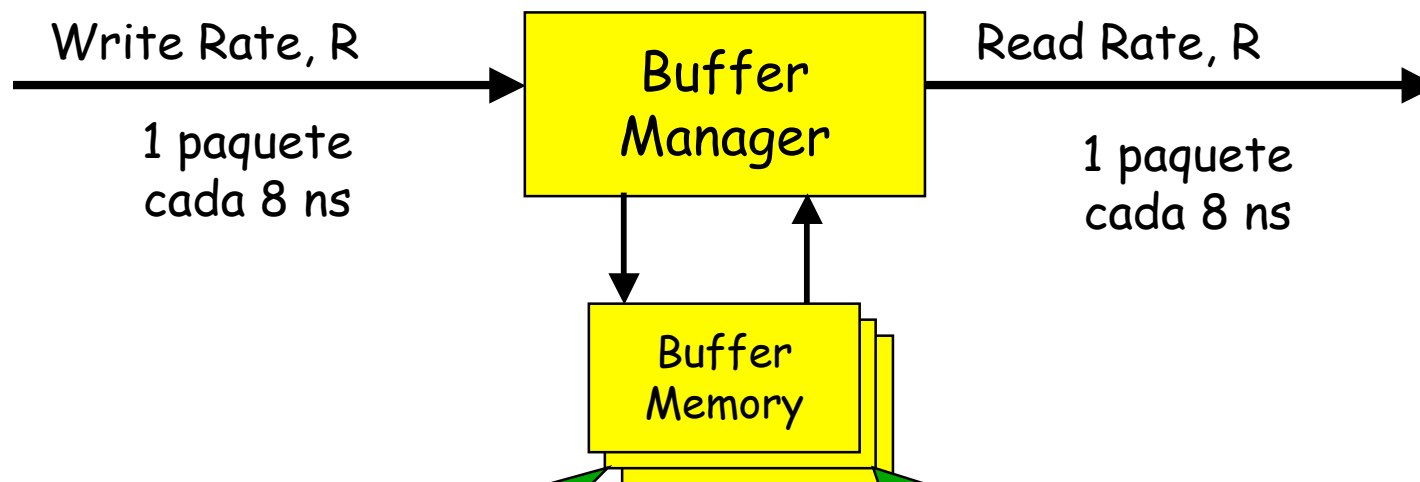 Write Rate, R
1 paquete
cada 8 ns
Buffer
Manager
Read Rate, R
1 paquete
cada 8 ns
Buffer
Memory